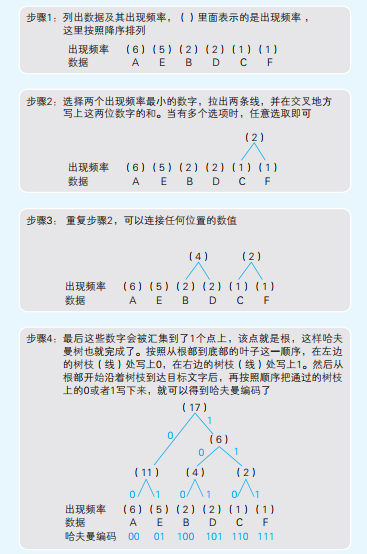 步骤1：列出数据及其出现频率，( )里面表示的是出现频率，
这里按照降序排列
出现频率 (6) (5) (2) (2) (1) (1)
数据 A E B D C F
步骤2：选择两个出现频率最小的数字，拉出两条线，并在交叉地方
写上这两位数字的和。当有多个选项时，任意选取即可
(2)
出现频率 (6) (5) (2) (2) (1) (1)
数据 A E B D C F
步骤3：重复步骤2，可以连接任何位置的数值
(4) (2)
出现频率 (6) (5) (2) (2) (1) (1)
数据 A E B D C F
步骤4：最后这些数字会被汇集到了1个点上，该点就是根，这样哈夫
曼树也就完成了。按照从根部到底部的叶子这一顺序，在左边
的树枝（线）处写上0，在右边的树枝（线）处写上1。然后从
根部开始沿着树枝到达目标文字后，再按照顺序把通过的树枝
上的0或者1写下来，就可以得到哈夫曼编码了
(17)
0 1
(6)
0 1
(11) (4) (2)
0 1 0 1 0 1
出现频率 (6) (5) (2) (2) (1) (1)
数据 A E B D C F
哈夫曼编码 00 01 100 101 110 111